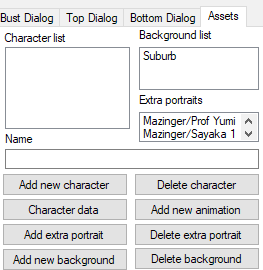 Bust Dialog Top Dialog Bottom Dialog Assets
Character list
Background list
Suburb
Extra portraits
Mazinger/Prof Yumi
Mazinger/Sayaka 1
Name
Add new character Delete character
Character data Add new animation
Add extra portrait Delete extra portrait
Add new background Delete background